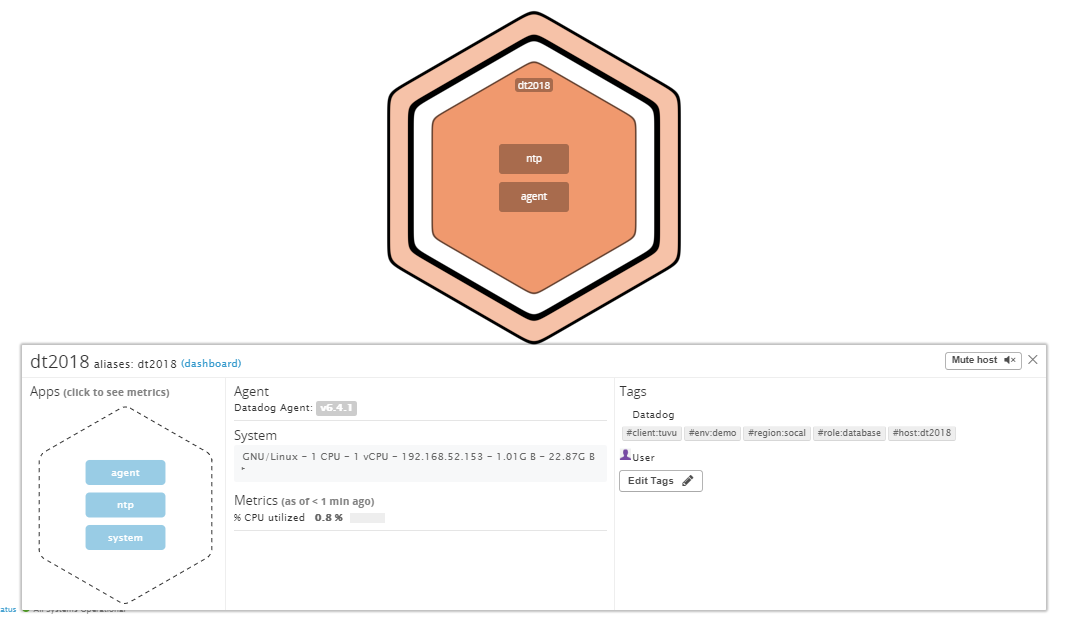 dt2018
ntp
agent
dt2018 aliases: dt2018 (dashboard)
Mute host
Apps (click to see metrics)
agent
ntp
system
Agent
Datadog Agent: v6.4.1
System
GNU/Linux - 1 CPU - 1 vCPU - 192.168.52.153 - 1.01G B - 22.87G B
Metrics (as of < 1 min ago)
% CPU utilized 0.8 %
Tags
Datadog
#client:tuvu #env:demo #region:socal #role:database #host:dt2018
User
Edit Tags
atus